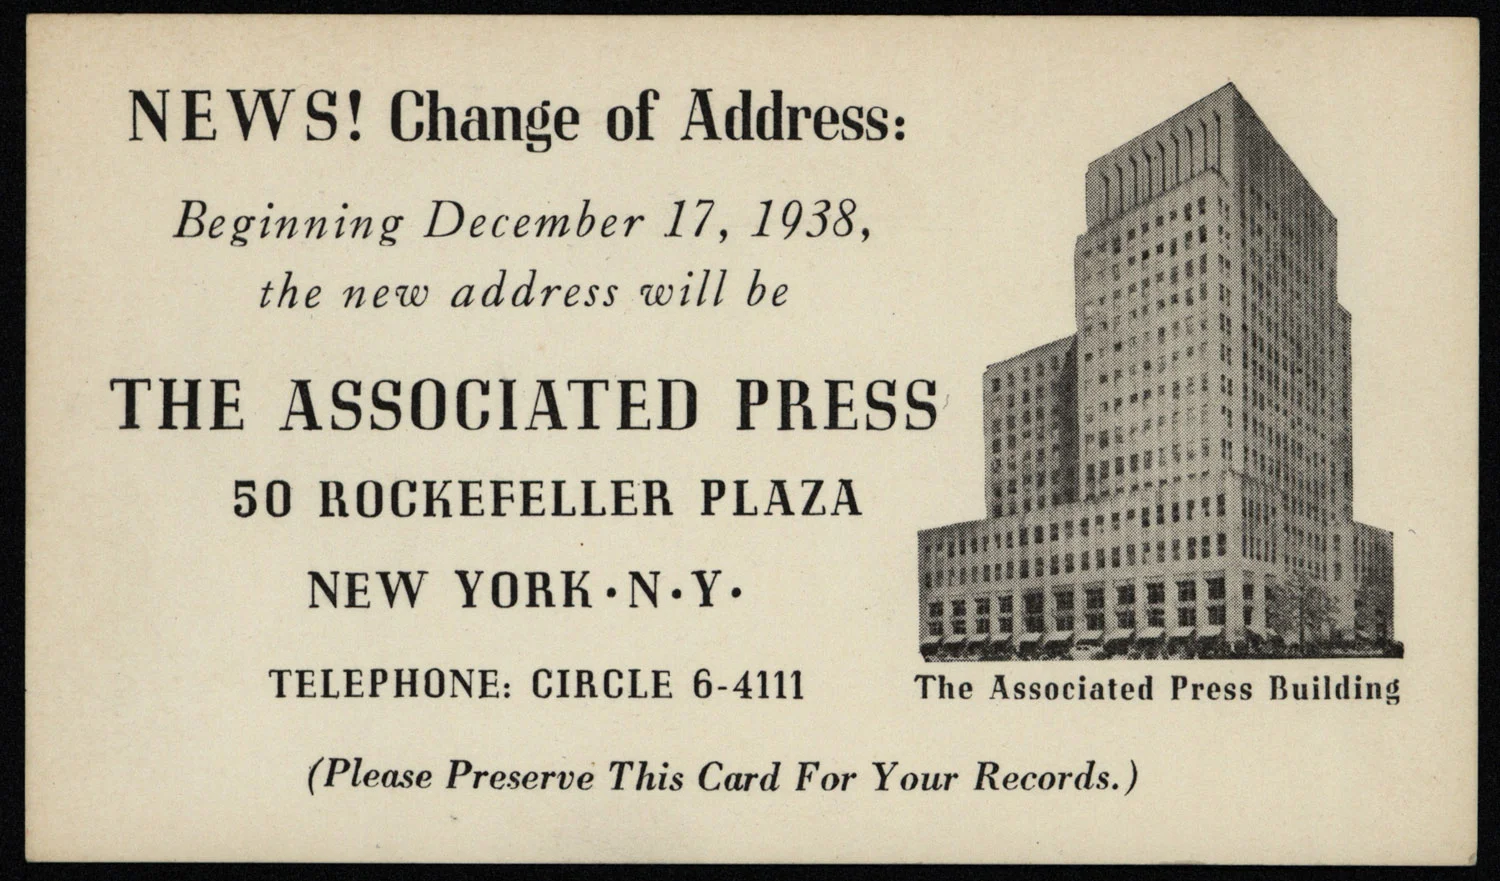 NEWS! Change of Address:
Beginning December 17, 1938,
the new address will be
THE ASSOCIATED PRESS
50 ROCKEFELLER PLAZA
NEW YORK·N·Y·
TELEPHONE: CIRCLE 6-4111
The Associated Press Building
(Please Preserve This Card For Your Records.)